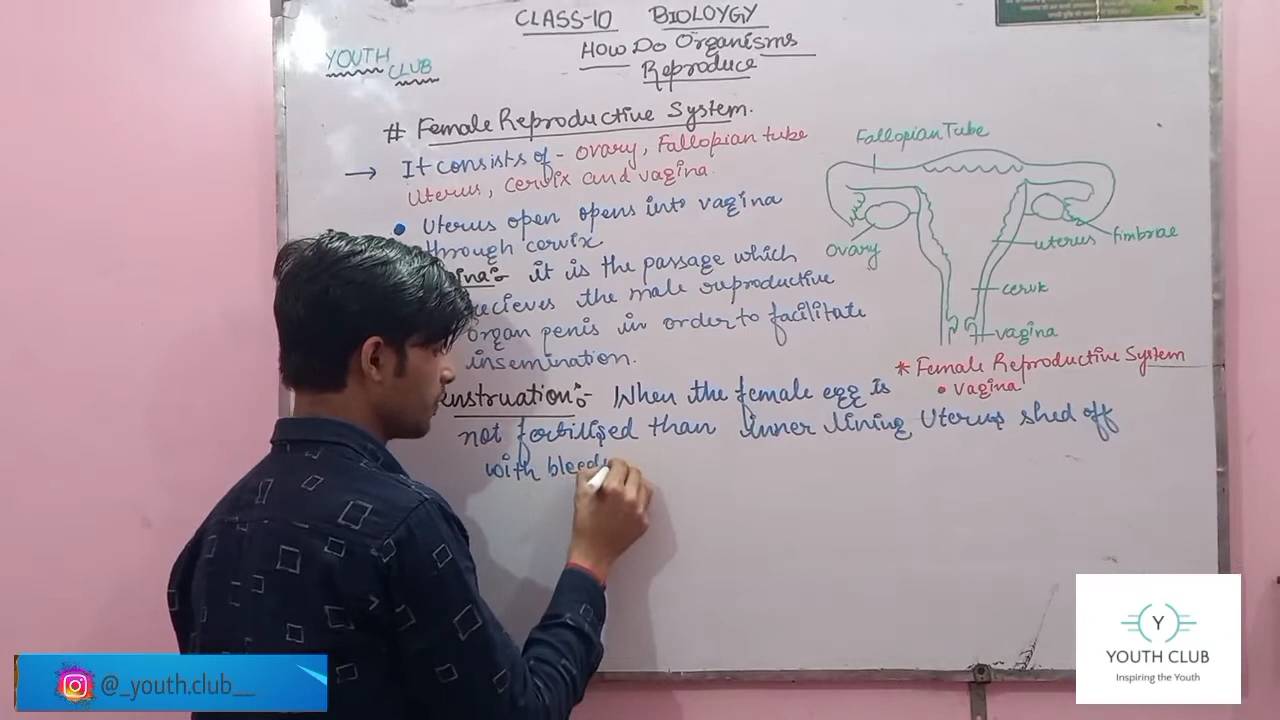 CLASS-10 BIOLOYGY
HOW DO Organisms
Reproduce
YOUTH
CLUB
# Female Reproductive System.
→ It consists of - Ovary, Fallopian tube
Uterus, Cervix and vagina.
• Uterus open opens into vagina
through cervix
it is the passage which
recieves the male reproductive
organ penis in order to facilitate
insemination.
enstruation:- When the female egg is
not fortilised than inner lining Uterus shed off
with bleed
Fallopian Tube
ovary
fimbrae
uterus
cervix
vagina
* Female Reproductive System
• vagina
@_youth.club__
Y
YOUTH CLUB
Inspiring the Youth